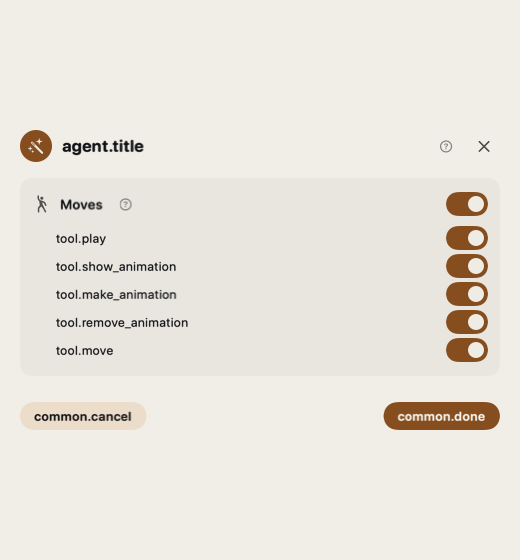 agent.title
Moves
tool.play
tool.show_animation
tool.make_animation
tool.remove_animation
tool.move
common.cancel
common.done